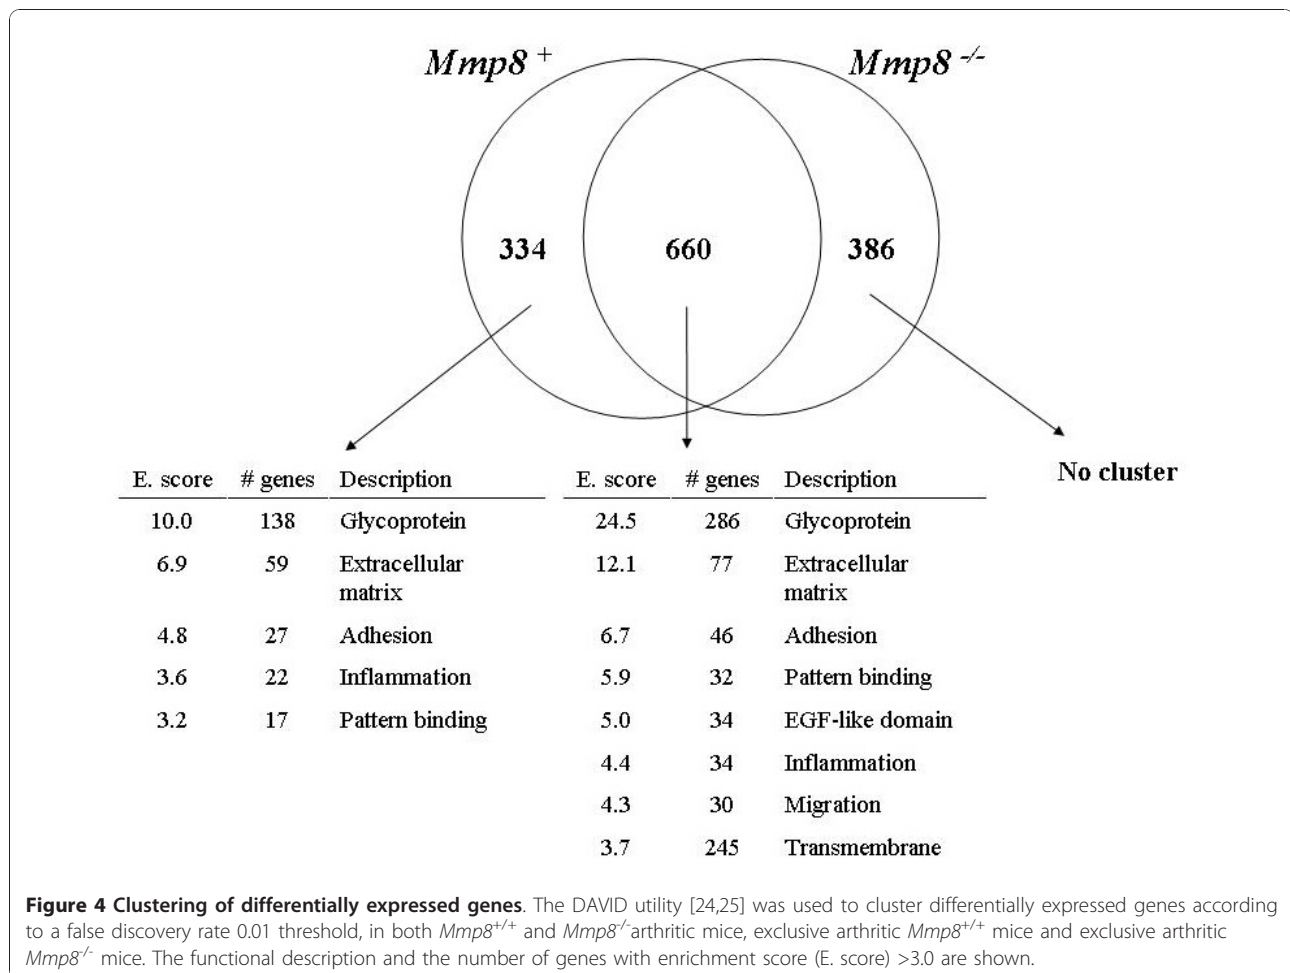 Mmp8 + Mmp8 -/-
334 660 386
No cluster
E. score # genes Description
10.0 138 Glycoprotein
6.9 59 Extracellular
matrix
4.8 27 Adhesion
3.6 22 Inflammation
3.2 17 Pattern binding
E. score # genes Description
24.5 286 Glycoprotein
12.1 77 Extracellular
matrix
6.7 46 Adhesion
5.9 32 Pattern binding
5.0 34 EGF-like domain
4.4 34 Inflammation
4.3 30 Migration
3.7 245 Transmembrane
Figure 4 Clustering of differentially expressed genes. The DAVID utility [24,25] was used to cluster differentially expressed genes according
to a false discovery rate 0.01 threshold, in both Mmp8+/+ and Mmp8-/-arthritic mice, exclusive arthritic Mmp8+/+ mice and exclusive arthritic
Mmp8-/- mice. The functional description and the number of genes with enrichment score (E. score) >3.0 are shown.